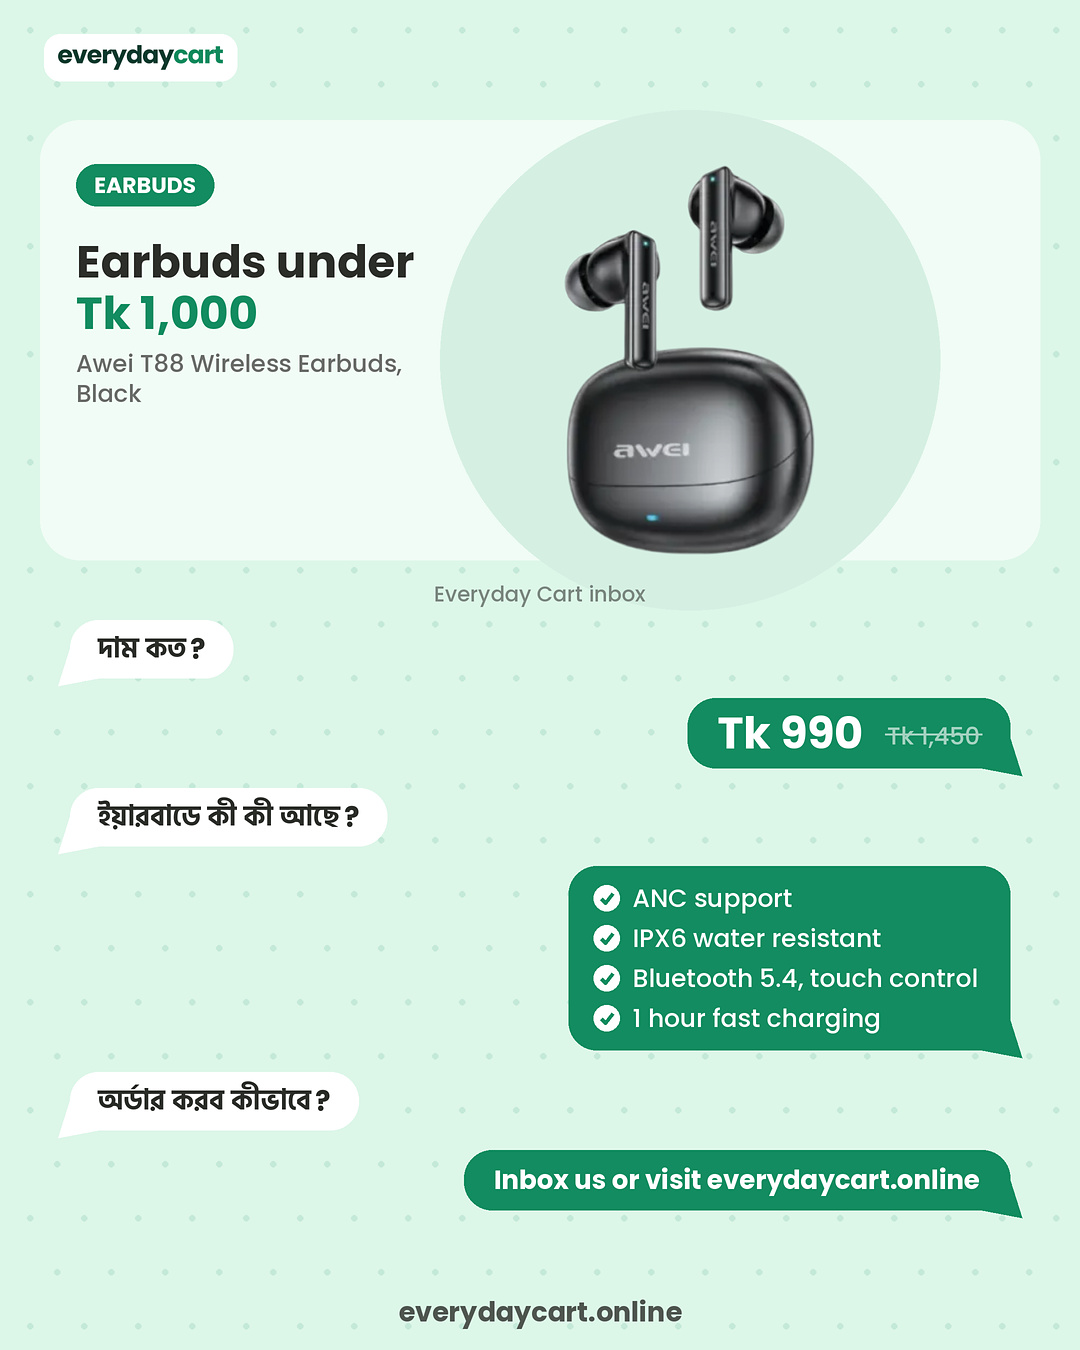 everydaycart
EARBUDS
Earbuds under
Tk 1,000
Awei T88 Wireless Earbuds,
Black
awei
awei
awei
Everyday Cart inbox
দাম কত?
Tk 990 Tk 1,450
ইয়ারবাডে কী কী আছে?
ANC support
IPX6 water resistant
Bluetooth 5.4, touch control
1 hour fast charging
অর্ডার করব কীভাবে?
Inbox us or visit everydaycart.online
everydaycart.online